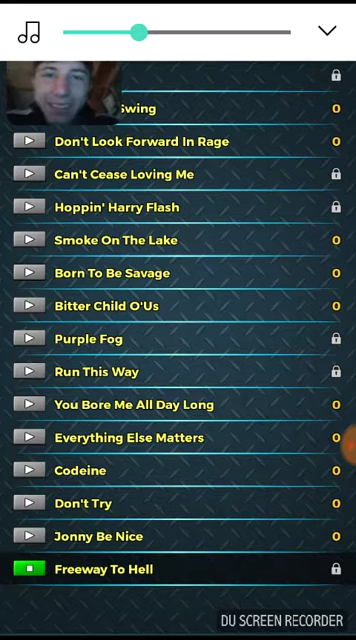 Swing 0
Don't Look Forward In Rage 0
Can't Cease Loving Me
Hoppin' Harry Flash
Smoke On The Lake 0
Born To Be Savage 0
Bitter Child O'Us 0
Purple Fog
Run This Way
You Bore Me All Day Long 0
Everything Else Matters 0
Codeine 0
Don't Try 0
Jonny Be Nice 0
Freeway To Hell
DU SCREEN RECORDER